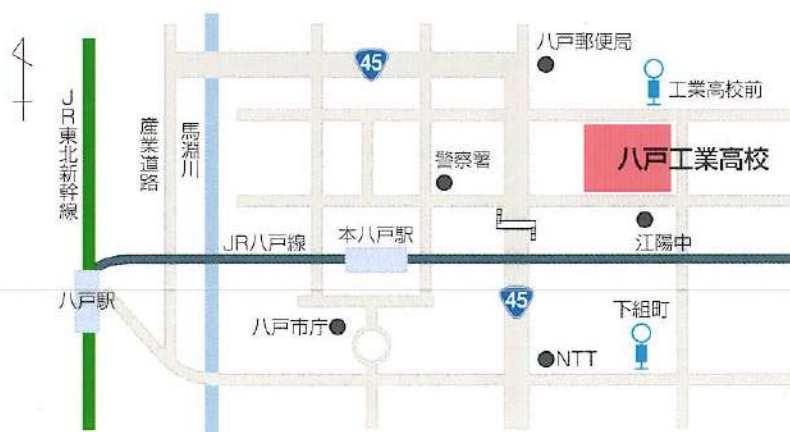 八戸郵便局
45
工業高校前
JR東北新幹線
産業道路
馬淵川
警察署
八戸工業高校
JR八戸線
本八戸駅
江陽中
八戸駅
45
下組町
八戸市庁
NTT